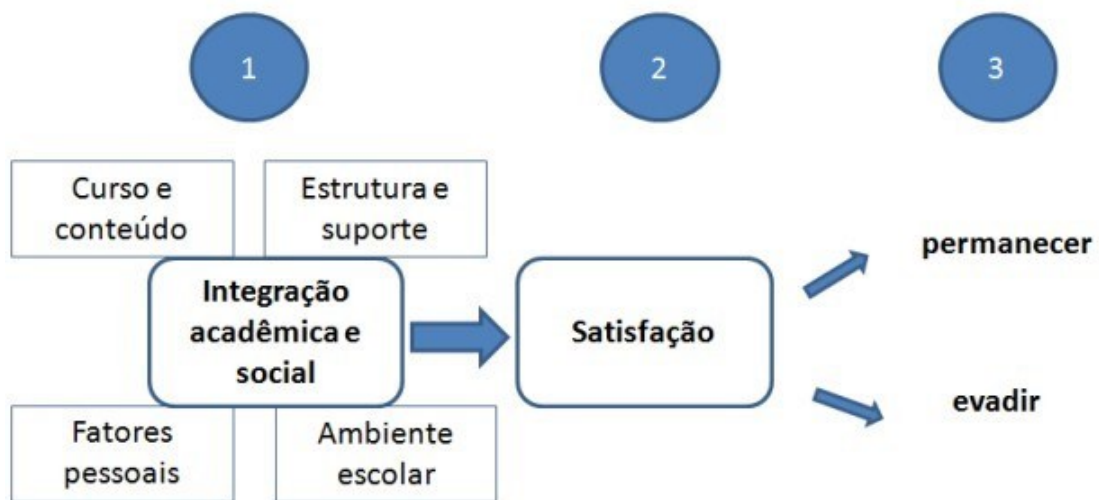 1
2
3
Curso e
conteúdo
Estrutura e
suporte
Integração
acadêmica e
social
Satisfação
permanecer
evadir
Fatores
pessoais
Ambiente
escolar